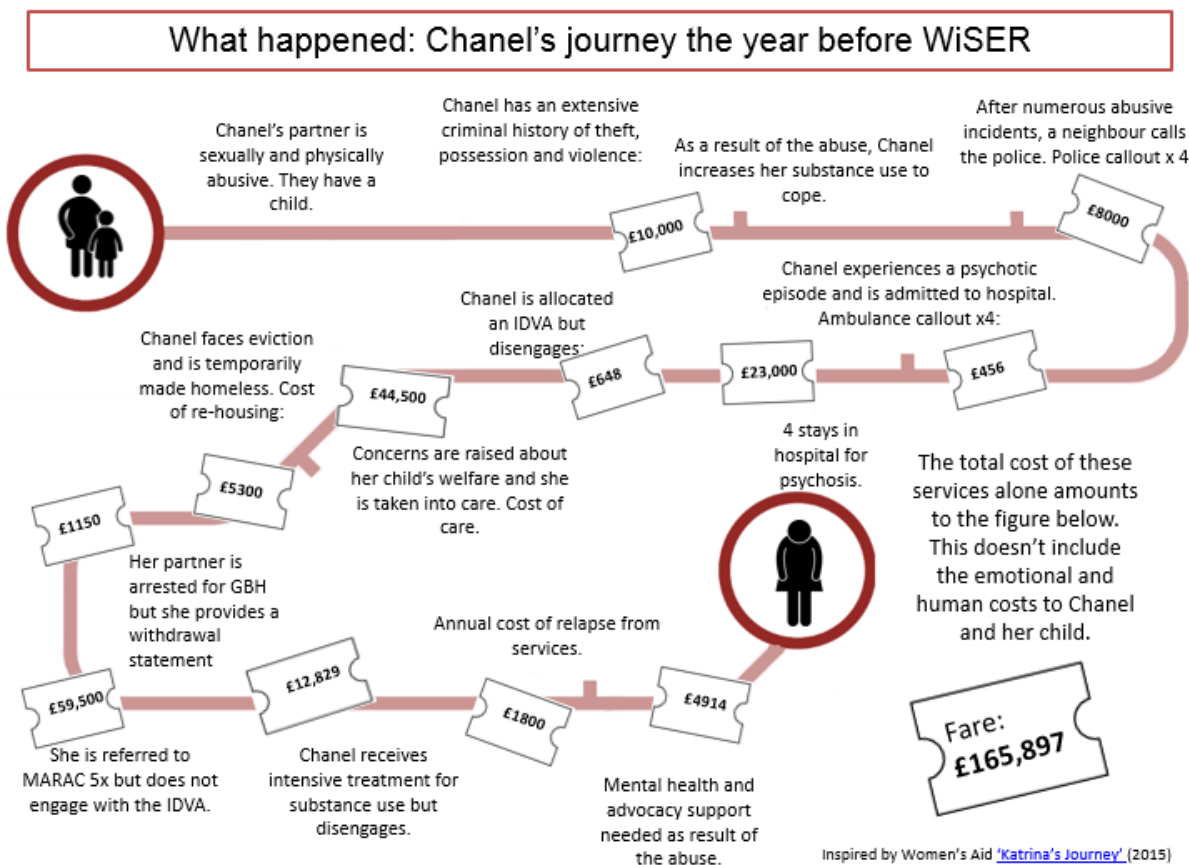 What happened: Chanel's journey the year before WiSER
Chanel's partner is
sexually and physically
abusive. They have a
child.
Chanel has an extensive
criminal history of theft,
possession and violence:
£10,000
As a result of the abuse, Chanel
increases her substance use to
cope.
After numerous abusive
incidents, a neighbour calls
the police. Police callout x 4
£8000
Chanel experiences a psychotic
episode and is admitted to hospital.
Ambulance callout x4:
£456
£23,000
Chanel is allocated
an IDVA but
disengages:
£648
£44,500
Chanel faces eviction
and is temporarily
made homeless. Cost
of re-housing:
£5300
Concerns are raised about
her child's welfare and she
is taken into care. Cost of
care.
4 stays in
hospital for
psychosis.
The total cost of these
services alone amounts
to the figure below.
This doesn't include
the emotional and
human costs to Chanel
and her child.
£1150
Her partner is
arrested for GBH
but she provides a
withdrawal
statement
£59,500
She is referred to
MARAC 5x but does not
engage with the IDVA.
£12,829
Chanel receives
intensive treatment for
substance use but
disengages.
Annual cost of relapse from
services.
£1800
£4914
Mental health and
advocacy support
needed as result of
the abuse.
Fare:
£165,897
Inspired by Women's Aid 'Katrina's Journey' (2015)